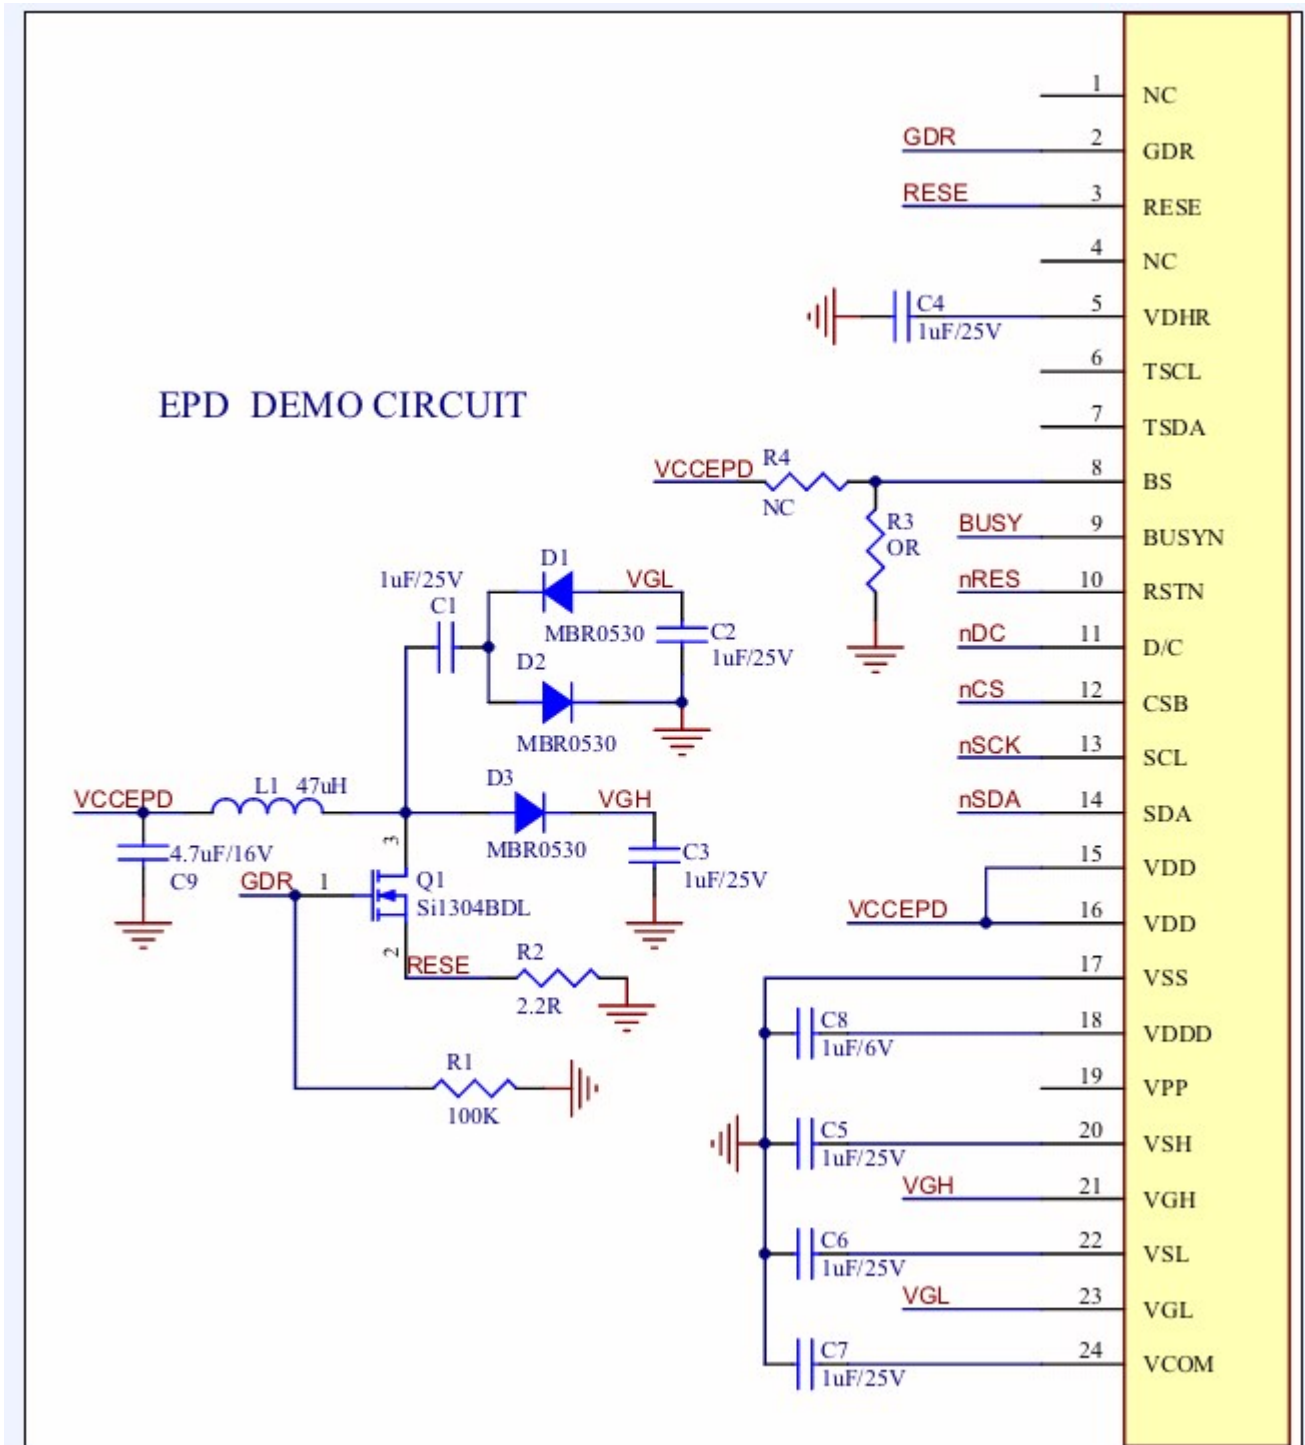 1 NC
GDR 2 GDR
RESE 3 RESE
4 NC
C4
1uF/25V
5 VDHR
6 TSCL
EPD DEMO CIRCUIT
7 TSDA
VCCEPD R4
NC
8 BS
R3
OR
BUSY 9 BUSYN
D1
1uF/25V
C1
VGL
nRES 10 RSTN
MBR0530
C2
1uF/25V
nDC 11 D/C
D2
MBR0530
nCS 12 CSB
nSCK 13 SCL
VCCEPD
L1 47uH
D3
VGH
MBR0530
nSDA 14 SDA
4.7uF/16V
C9
3
C3
1uF/25V
15 VDD
GDR 1
Q1
Si1304BDL
VCCEPD 16 VDD
2
RESE
R2
2.2R
17 VSS
C8
1uF/6V
18 VDDD
R1
100K
19 VPP
C5
1uF/25V
20 VSH
VGH 21 VGH
C6
1uF/25V
22 VSL
VGL 23 VGL
C7
1uF/25V
24 VCOM